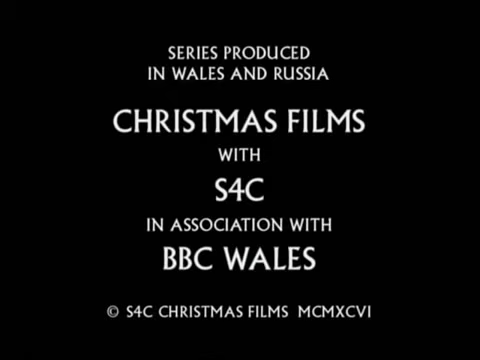 SERIES PRODUCED
IN WALES AND RUSSIA
CHRISTMAS FILMS
WITH
S4C
IN ASSOCIATION WITH
BBC WALES
© S4C CHRISTMAS FILMS MCMXCVI